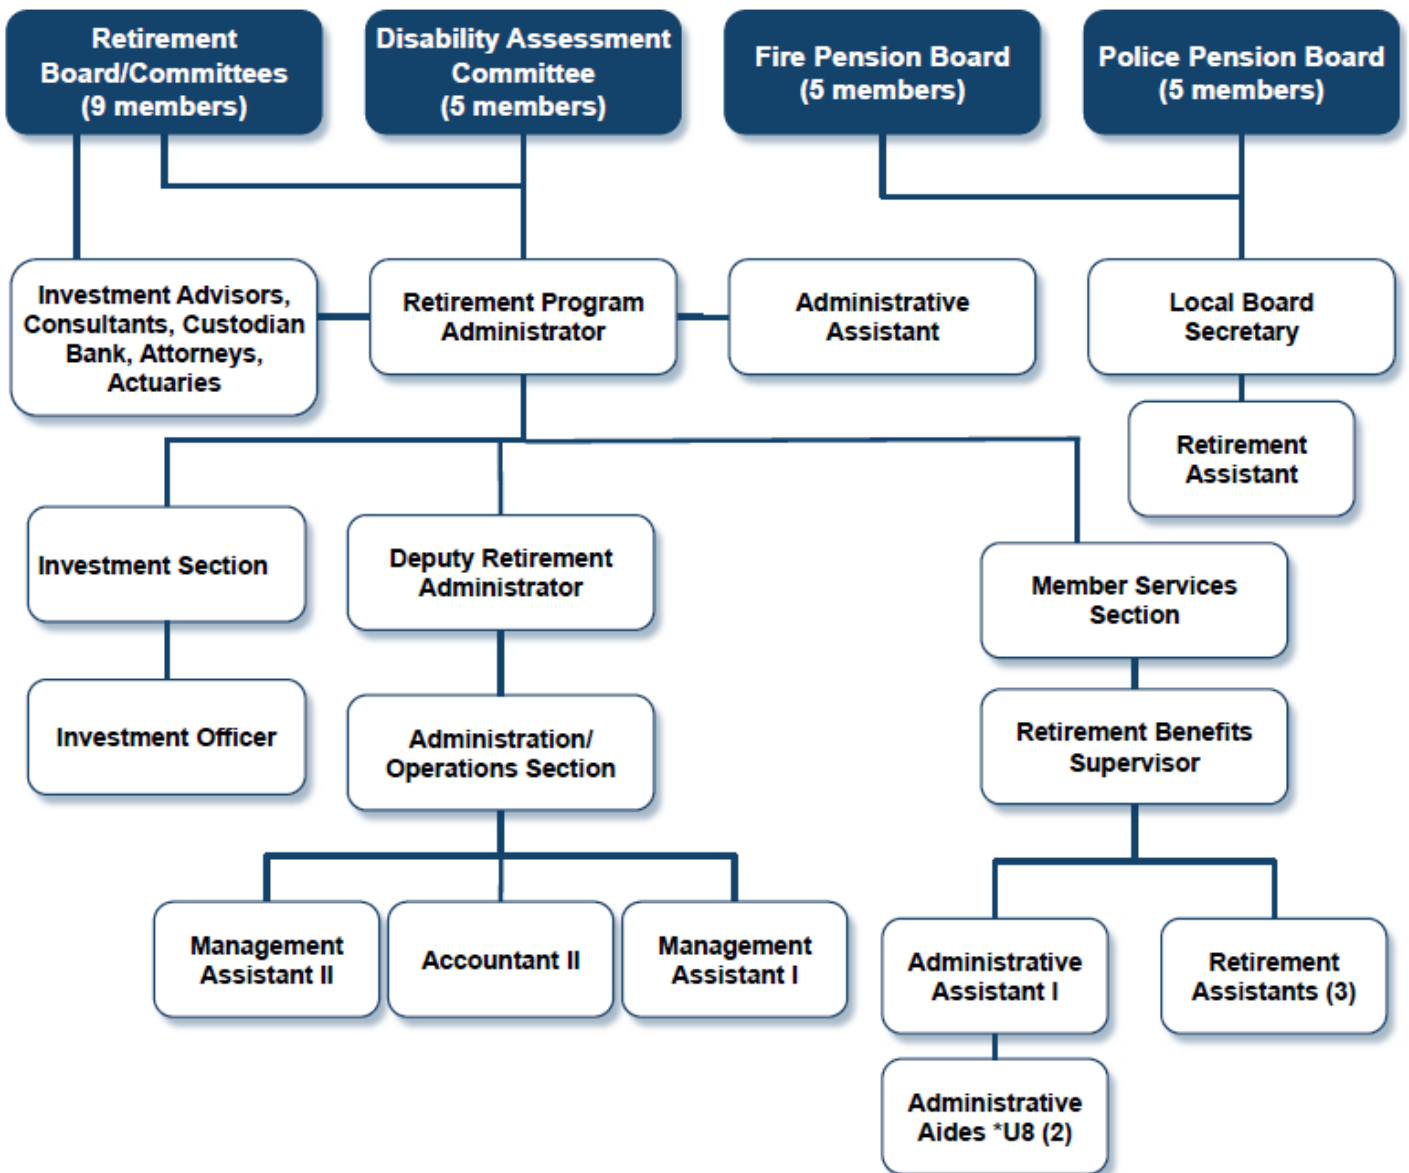 Retirement
Board/Committees
(9 members)
Disability Assessment
Committee
(5 members)
Fire Pension Board
(5 members)
Police Pension Board
(5 members)
Investment Advisors,
Consultants, Custodian
Bank, Attorneys,
Actuaries
Retirement Program
Administrator
Administrative
Assistant
Local Board
Secretary
Retirement
Assistant
Investment Section
Deputy Retirement
Administrator
Member Services
Section
Investment Officer
Administration/
Operations Section
Retirement Benefits
Supervisor
Management
Assistant II
Accountant II
Management
Assistant I
Administrative
Assistant I
Retirement
Assistants (3)
Administrative
Aides *U8 (2)